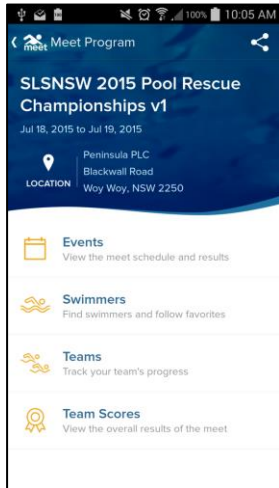 100% 10:05 AM
meet Meet Program
SLSNSW 2015 Pool Rescue
Championships v1
Jul 18, 2015 to Jul 19, 2015
LOCATION
Peninsula PLC
Blackwall Road
Woy Woy, NSW 2250
Events
View the meet schedule and results
Swimmers
Find swimmers and follow favorites
Teams
Track your team's progress
Team Scores
View the overall results of the meet